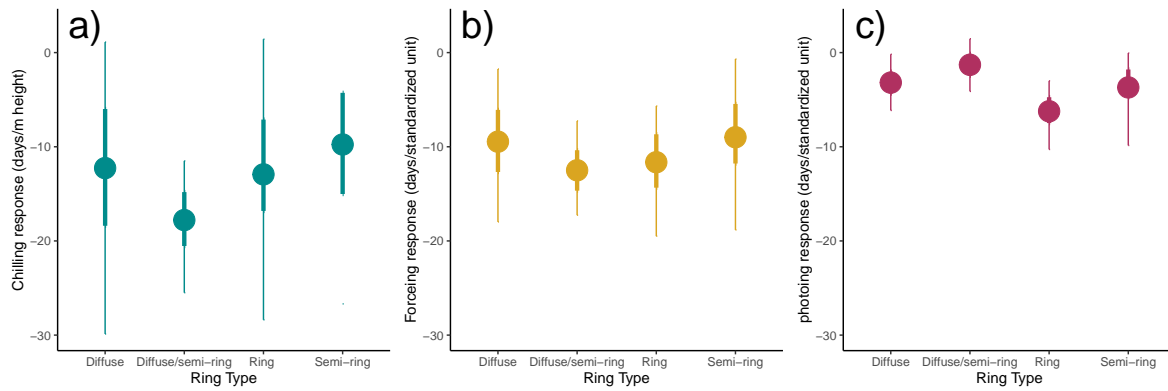 a)
Chilling response (days/m height)
0
−10
−20
−30
Diffuse Diffuse/semi−ring Ring Semi−ring
Ring Type
b)
Forceing response (days/standardized unit)
0
−10
−20
−30
Diffuse Diffuse/semi−ring Ring Semi−ring
Ring Type
c)
photoing response (days/standardized unit)
0
−10
−20
−30
Diffuse Diffuse/semi−ring Ring Semi−ring
Ring Type